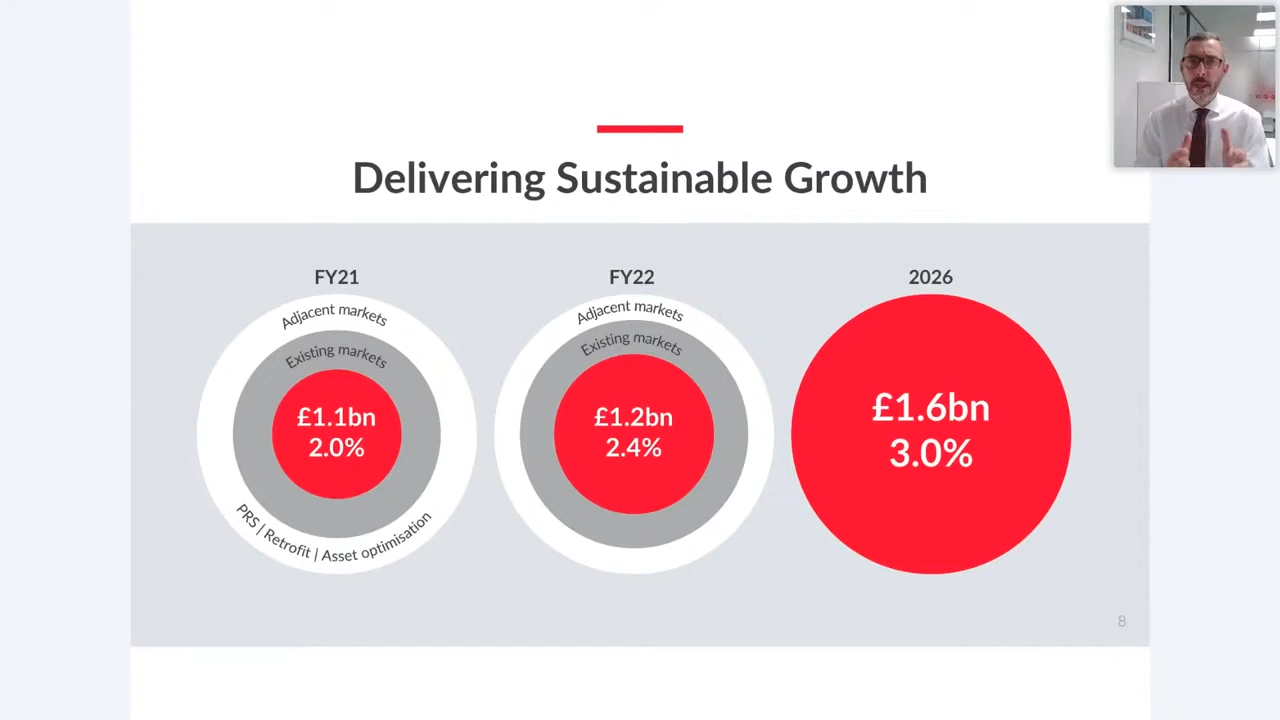 Delivering Sustainable Growth
FY21
Adjacent markets
Existing markets
£1.1bn
2.0%
PRS | Retrofit | Asset optimisation
FY22
Adjacent markets
Existing markets
£1.2bn
2.4%
2026
£1.6bn
3.0%
8